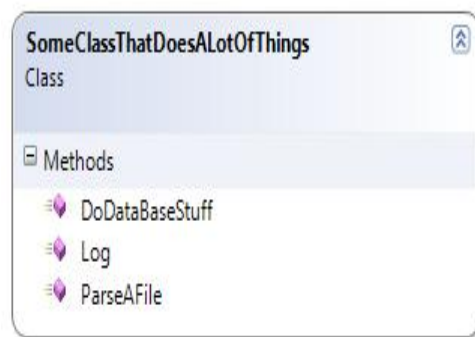 SomeClassThatDoesALotOfThings
Class
Methods
DoDataBaseStuff
Log
ParseAFile